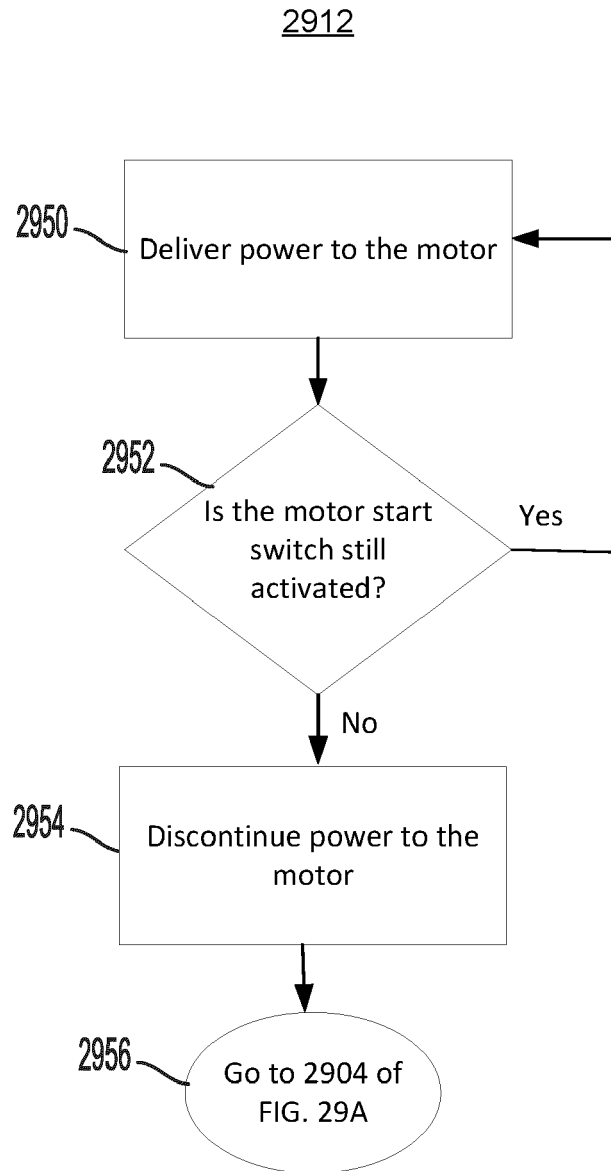 2912
2950
Deliver power to the motor
2952
Is the motor start
switch still
activated?
Yes
No
2954
Discontinue power to the
motor
2956
Go to 2904 of
FIG. 29A